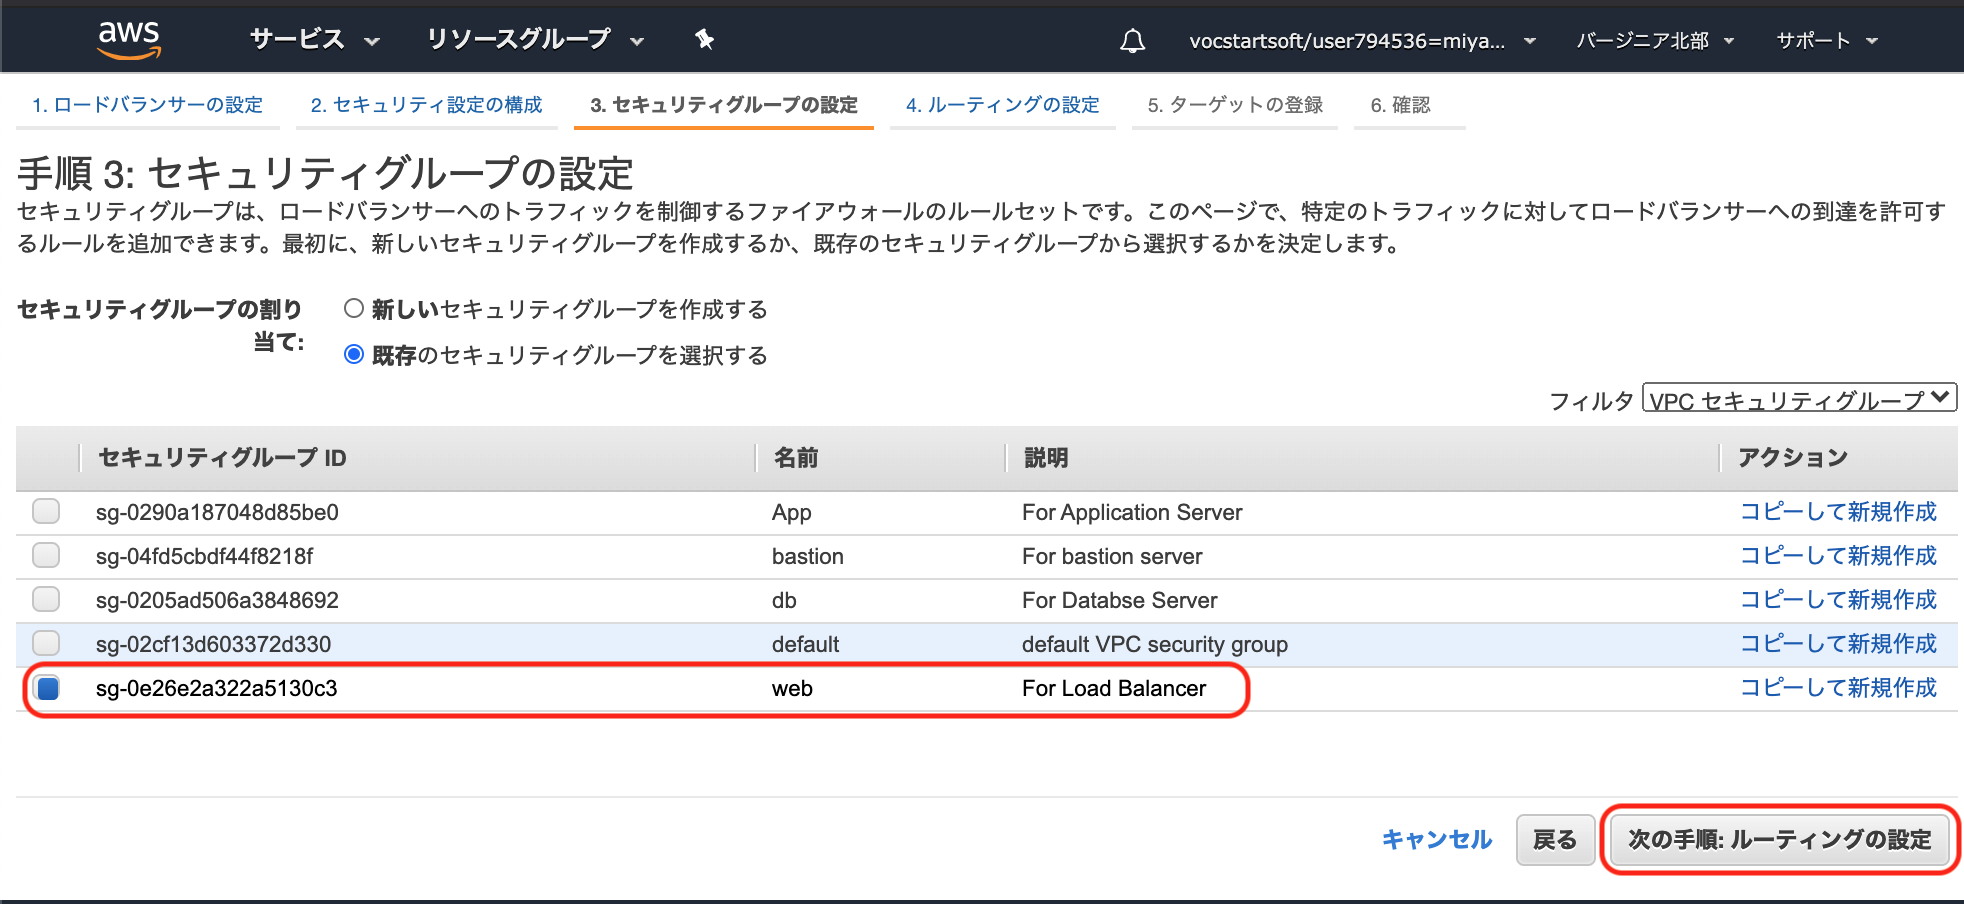 aws サービス リソースグループ vocstartsoft/user794536=miya... バージニア北部 サポート
1. ロードバランサーの設定 2. セキュリティ設定の構成 3. セキュリティグループの設定 4. ルーティングの設定 5. ターゲットの登録 6. 確認
手順 3: セキュリティグループの設定
セキュリティグループは、ロードバランサーへのトラフィックを制御するファイアウォールのルールセットです。このページで、特定のトラフィックに対してロードバランサーへの到達を許可す
るルールを追加できます。最初に、新しいセキュリティグループを作成するか、既存のセキュリティグループから選択するかを決定します。
セキュリティグループの割り
当て:
新しいセキュリティグループを作成する
既存のセキュリティグループを選択する
フィルタ VPC セキュリティグループ
セキュリティグループ ID 名前 説明 アクション
sg-0290a187048d85be0 App For Application Server コピーして新規作成
sg-04fd5cbdf44f8218f bastion For bastion server コピーして新規作成
sg-0205ad506a3848692 db For Databse Server コピーして新規作成
sg-02cf13d603372d330 default default VPC security group コピーして新規作成
sg-0e26e2a322a5130c3 web For Load Balancer コピーして新規作成
キャンセル 戻る 次の手順: ルーティングの設定